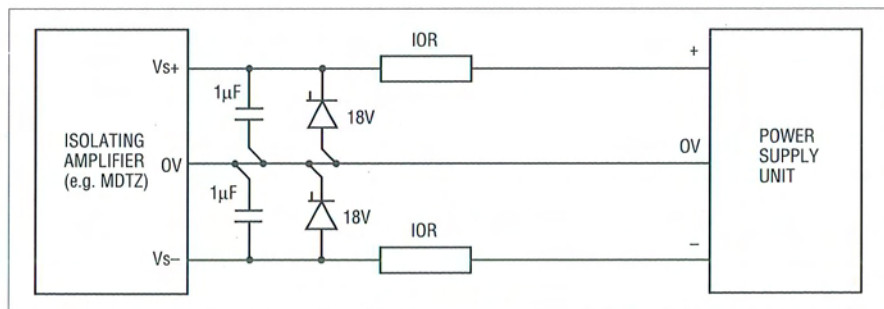 IOR
Vs+
+
1µF
18V
ISOLATING
AMPLIFIER
(e.g. MDTZ)
OV
OV
POWER
SUPPLY
UNIT
1µF
18V
IOR
Vs–
–